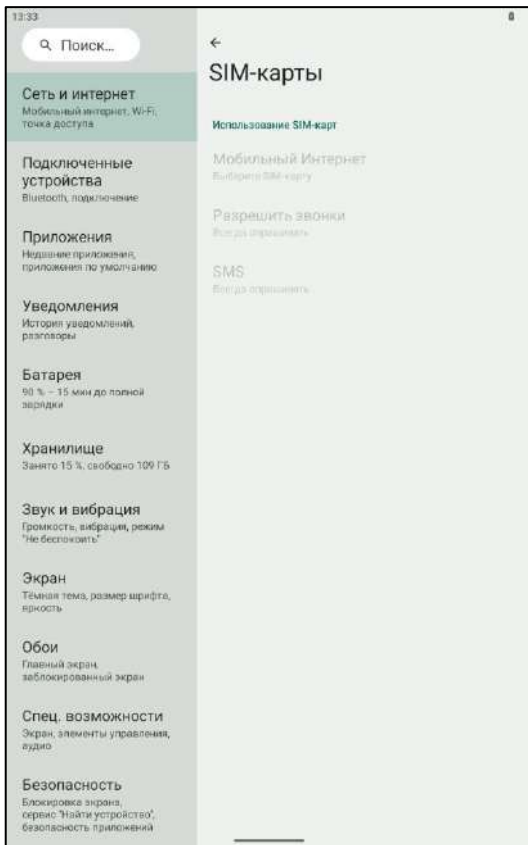 13:33
Поиск...
Сеть и интернет
Мобильный интернет, Wi-Fi,
точка доступа
Подключенные
устройства
Bluetooth, подключение
Приложения
Недавние приложения,
приложения по умолчанию
Уведомления
История уведомлений,
разговоры
Батарея
90 % – 15 мин до полной
зарядки
Хранилище
Занято 15 %, свободно 109 ГБ
Звук и вибрация
Громкость, вибрация, режим
"Не беспокоить"
Экран
Тёмная тема, размер шрифта,
яркость
Обои
Главный экран,
заблокированный экран
Спец. возможности
Экран, элементы управления,
аудио
Безопасность
Блокировка экрана,
сервис "Найти устройство",
безопасность приложений
SIM-карты
Использование SIM-карт
Мобильный Интернет
Выберите SIM-карту
Разрешить звонки
Всегда спрашивать
SMS
Всегда спрашивать